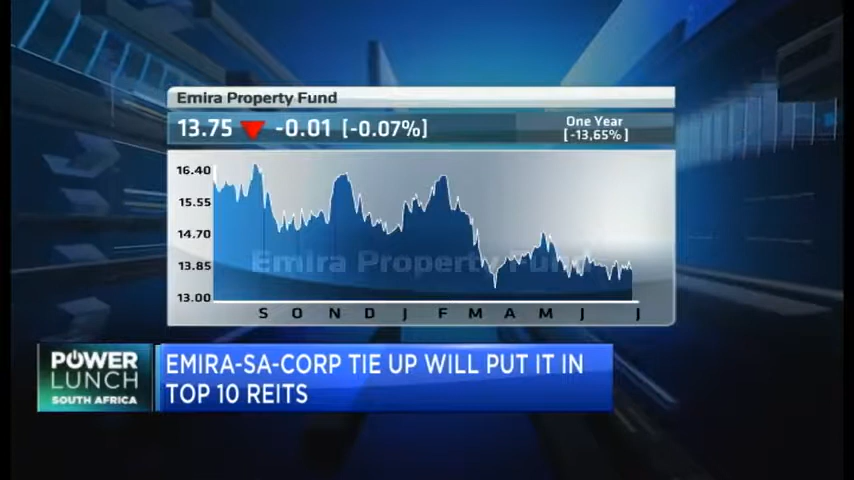 Emira Property Fund
13.75 -0.01 [-0.07%]
One Year
[-13,65%]
16.40
15.55
14.70
13.85
13.00
Emira Property Fund
S O N D J F M A M J J
POWER
LUNCH
SOUTH AFRICA
EMIRA-SA-CORP TIE UP WILL PUT IT IN
TOP 10 REITS